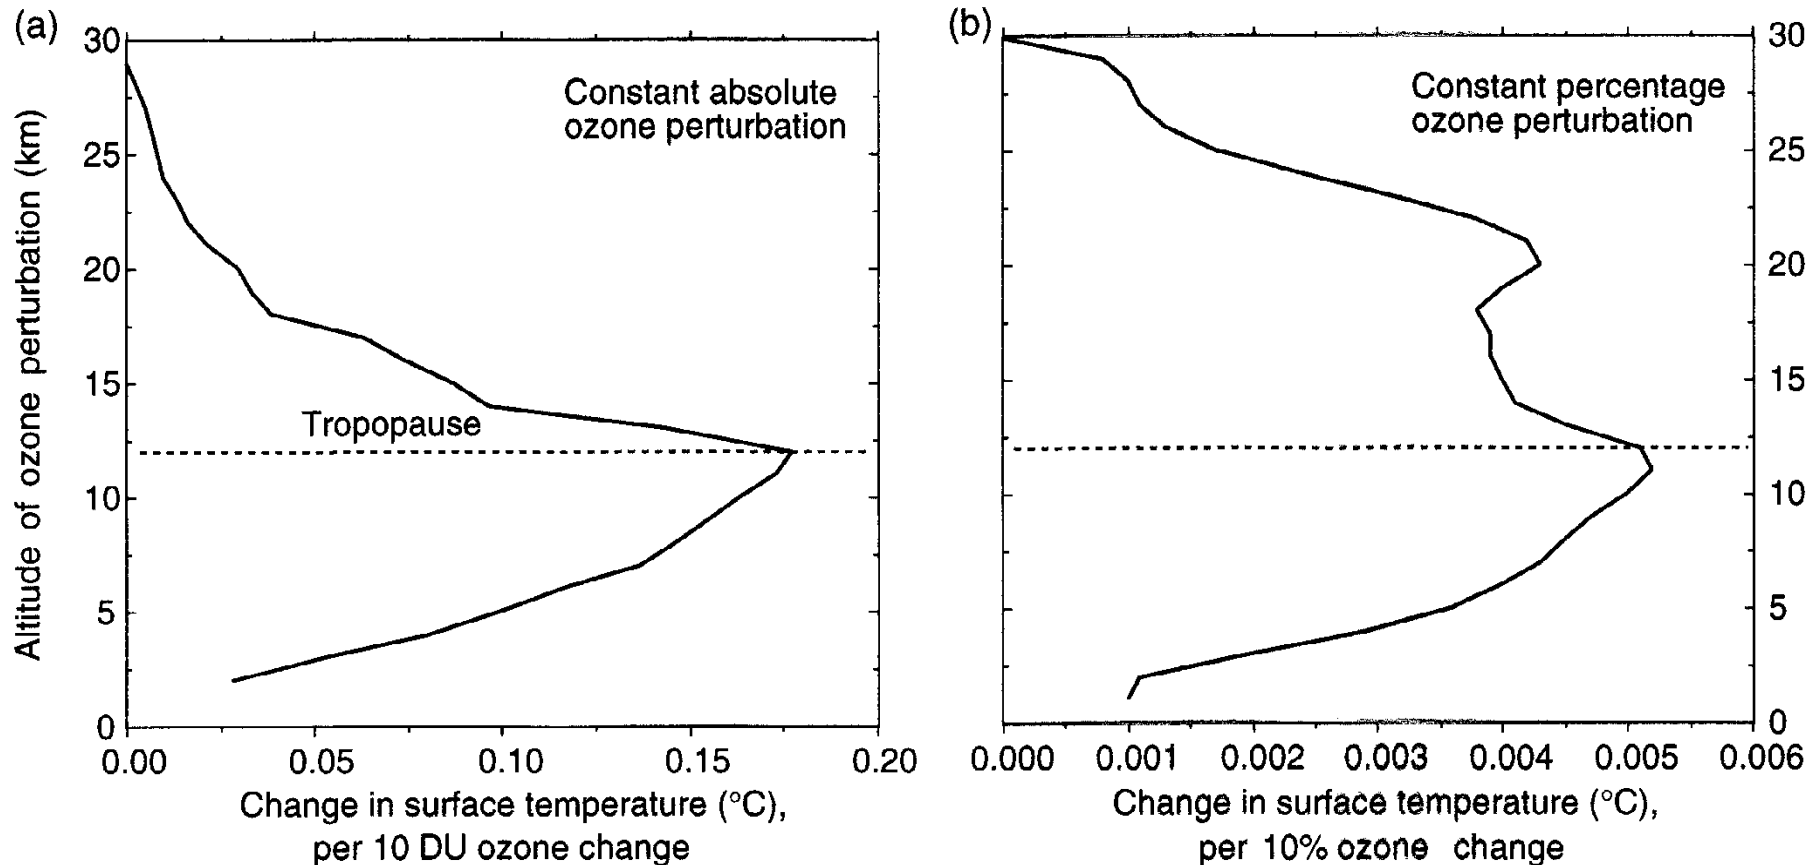 (a)
30
25
20
15
10
5
0
Altitude of ozone perturbation (km)
Constant absolute
ozone perturbation
Tropopause
0.00 0.05 0.10 0.15 0.20
Change in surface temperature (°C),
per 10 DU ozone change
(b)
Constant percentage
ozone perturbation
30
25
20
15
10
5
0
0.000 0.001 0.002 0.003 0.004 0.005 0.006
Change in surface temperature (°C),
per 10% ozone change